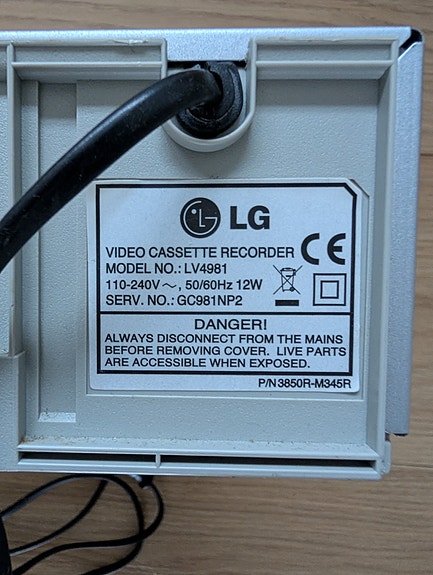 LG
VIDEO CASSETTE RECORDER CE
MODEL NO.: LV4981
110-240V ~, 50/60Hz 12W
SERV. NO.: GC981NP2
DANGER!
ALWAYS DISCONNECT FROM THE MAINS
BEFORE REMOVING COVER. LIVE PARTS
ARE ACCESSIBLE WHEN EXPOSED.
P/N 3850R-M345R